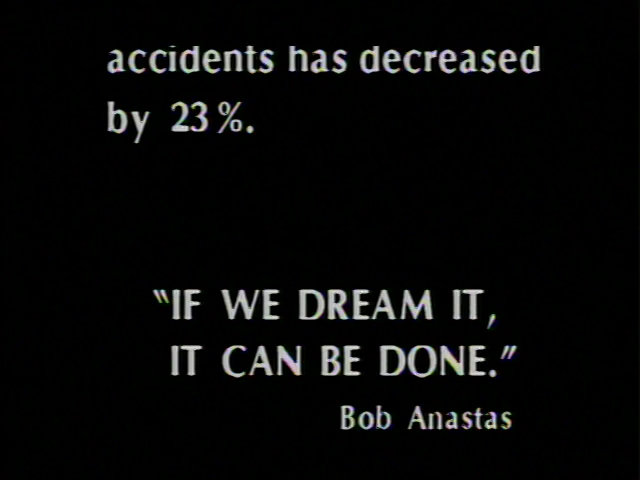 accidents has decreased
by 23%.
"IF WE DREAM IT,
IT CAN BE DONE."
Bob Anastas